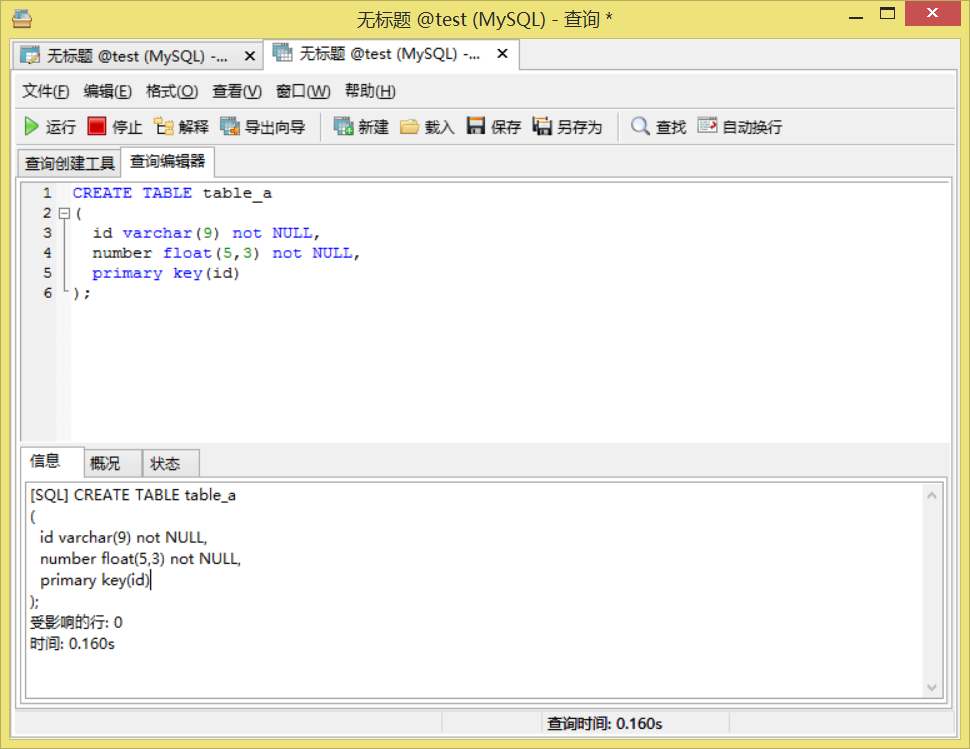 无标题 @test (MySQL) - 查询 *
无标题 @test (MySQL) -... 无标题 @test (MySQL) -...
文件(F) 编辑(E) 格式(O) 查看(V) 窗口(W) 帮助(H)
运行 停止 解释 导出向导 新建 载入 保存 另存为 查找 自动换行
查询创建工具 查询编辑器
1 CREATE TABLE table_a
2 (
3 id varchar(9) not NULL,
4 number float(5,3) not NULL,
5 primary key(id)
6 );
信息 概况 状态
[SQL] CREATE TABLE table_a
(
id varchar(9) not NULL,
number float(5,3) not NULL,
primary key(id)
);
受影响的行: 0
时间: 0.160s
查询时间: 0.160s